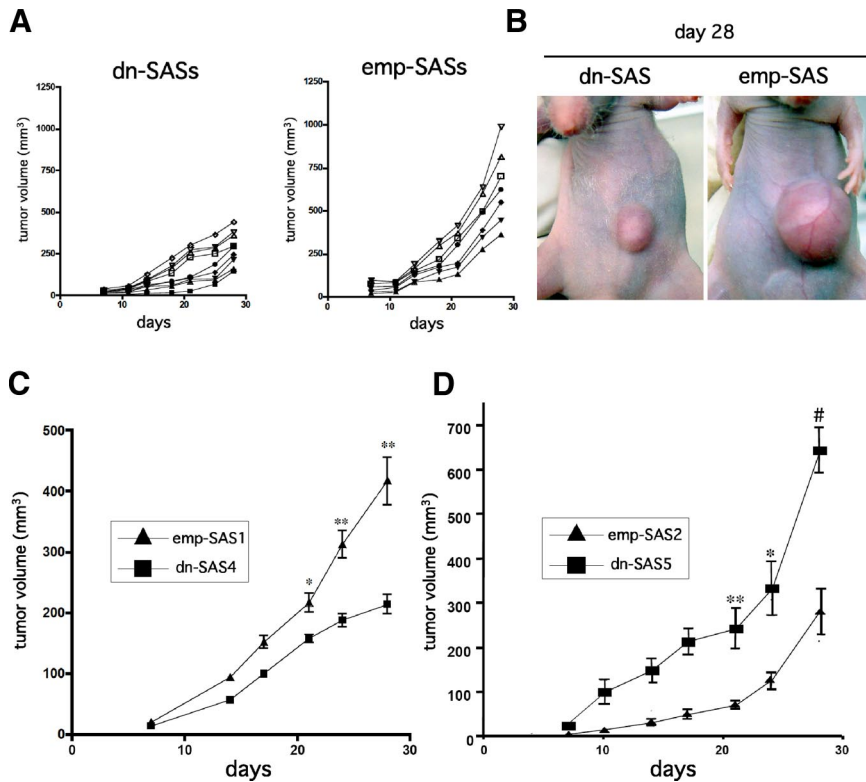 A
dn-SASs
tumor volume (mm³)
1250
1000
750
500
250
0
0 10 20 30
days
emp-SASs
tumor volume (mm³)
1250
1000
750
500
250
0
0 10 20 30
days
B
day 28
dn-SAS emp-SAS
C
tumor volume (mm³)
500
400
300
200
100
0
0 10 20 30
days
emp-SAS1
dn-SAS4
*
**
**
D
tumor volume (mm³)
700
600
500
400
300
200
100
0
0 10 20 30
days
emp-SAS2
dn-SAS5
**
*
#